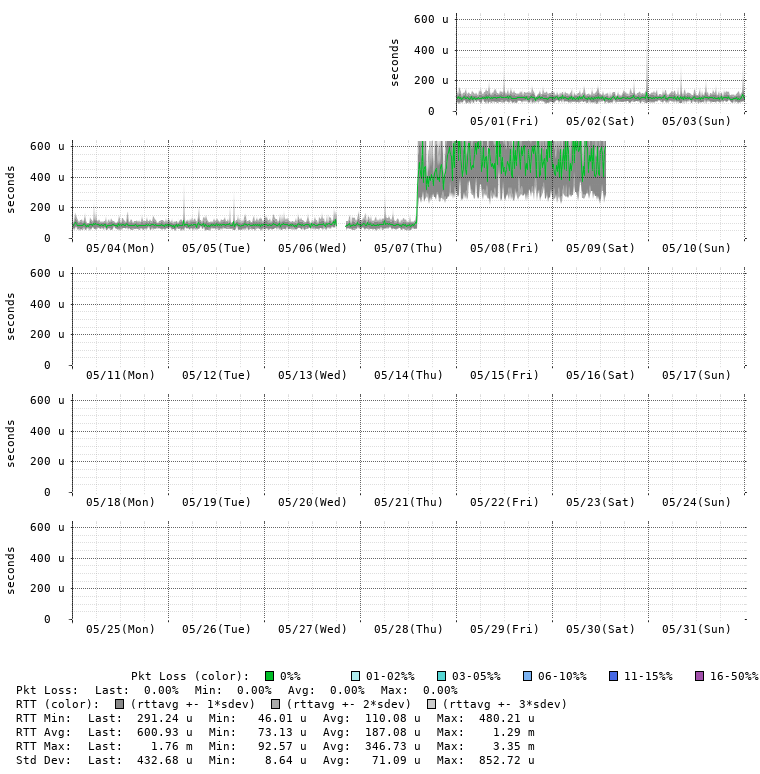 600 u
400 u
200 u
0
seconds
05/01(Fri) 05/02(Sat) 05/03(Sun)
600 u
400 u
200 u
0
seconds
05/04(Mon) 05/05(Tue) 05/06(Wed) 05/07(Thu) 05/08(Fri) 05/09(Sat) 05/10(Sun)
600 u
400 u
200 u
0
seconds
05/11(Mon) 05/12(Tue) 05/13(Wed) 05/14(Thu) 05/15(Fri) 05/16(Sat) 05/17(Sun)
600 u
400 u
200 u
0
seconds
05/18(Mon) 05/19(Tue) 05/20(Wed) 05/21(Thu) 05/22(Fri) 05/23(Sat) 05/24(Sun)
600 u
400 u
200 u
0
seconds
05/25(Mon) 05/26(Tue) 05/27(Wed) 05/28(Thu) 05/29(Fri) 05/30(Sat) 05/31(Sun)
Pkt Loss (color): 0%% 01-02%% 03-05%% 06-10%% 11-15%% 16-50%%
Pkt Loss: Last: 0.00% Min: 0.00% Avg: 0.00% Max: 0.00%
RTT (color): (rttavg +- 1*sdev) (rttavg +- 2*sdev) (rttavg +- 3*sdev)
RTT Min: Last: 291.24 u Min: 46.01 u Avg: 110.08 u Max: 480.21 u
RTT Avg: Last: 600.93 u Min: 73.13 u Avg: 187.08 u Max: 1.29 m
RTT Max: Last: 1.76 m Min: 92.57 u Avg: 346.73 u Max: 3.35 m
Std Dev: Last: 432.68 u Min: 8.64 u Avg: 71.09 u Max: 852.72 u